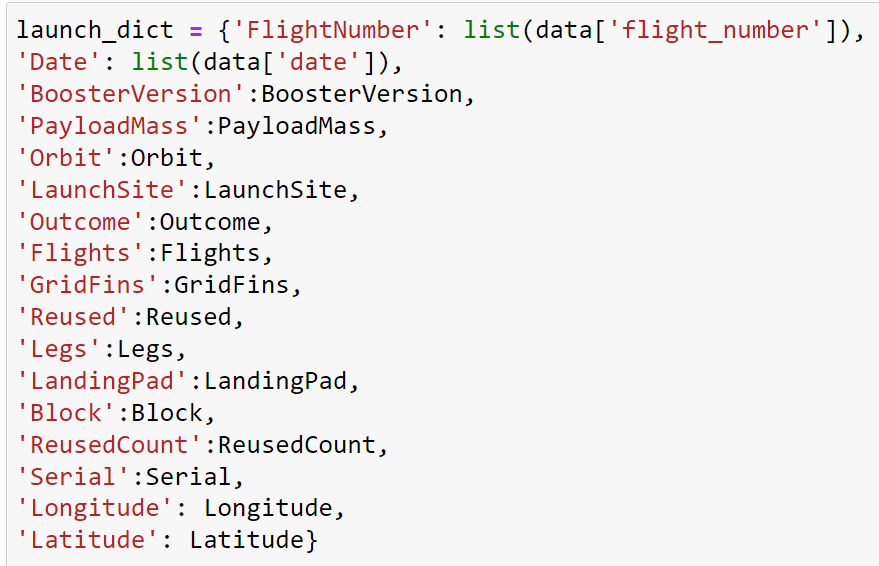 launch_dict = {'FlightNumber': list(data['flight_number']),
'Date': list(data['date']),
'BoosterVersion':BoosterVersion,
'PayloadMass':PayloadMass,
'Orbit':Orbit,
'LaunchSite':LaunchSite,
'Outcome':Outcome,
'Flights':Flights,
'GridFins':GridFins,
'Reused':Reused,
'Legs':Legs,
'LandingPad':LandingPad,
'Block':Block,
'ReusedCount':ReusedCount,
'Serial':Serial,
'Longitude': Longitude,
'Latitude': Latitude}